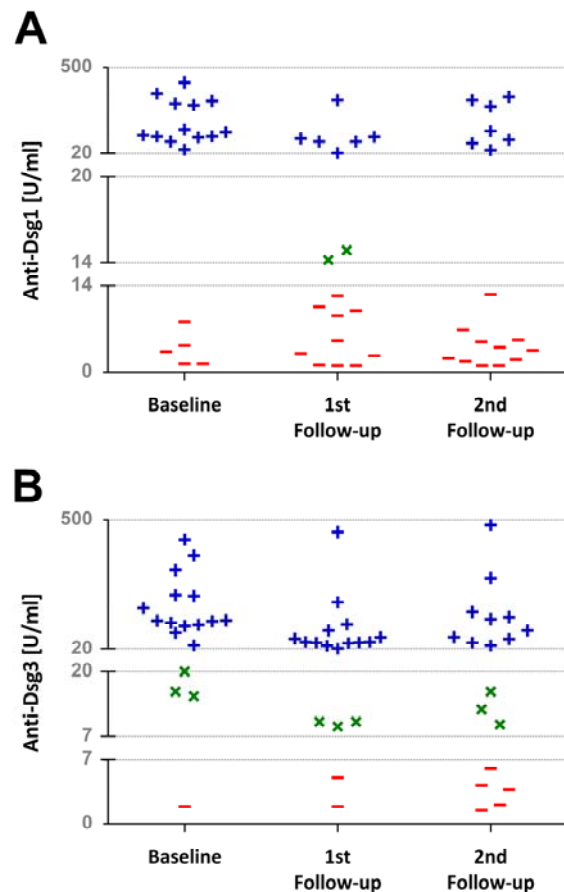 A
500
20
20
14
14
0
Anti-Dsg1 [U/ml]
Baseline
1st
Follow-up
2nd
Follow-up
B
500
20
20
7
7
0
Anti-Dsg3 [U/ml]
Baseline
1st
Follow-up
2nd
Follow-up